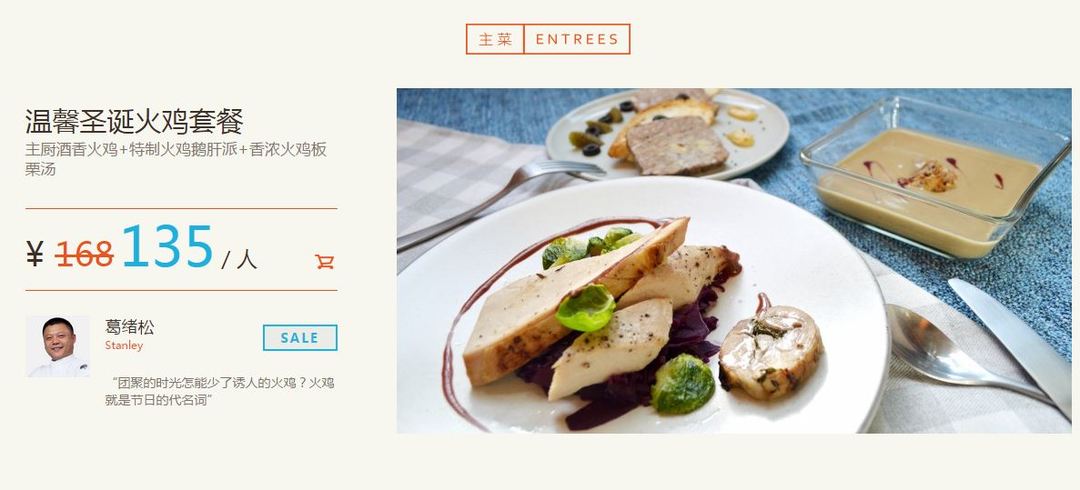 主菜 ENTREES
温馨圣诞火鸡套餐
主厨酒香火鸡+特制火鸡鹅肝派+香浓火鸡板
栗汤
¥ 168 135 / 人
葛绪松
Stanley
SALE
“团聚的时光怎能少了诱人的火鸡？火鸡
就是节日的代名词”